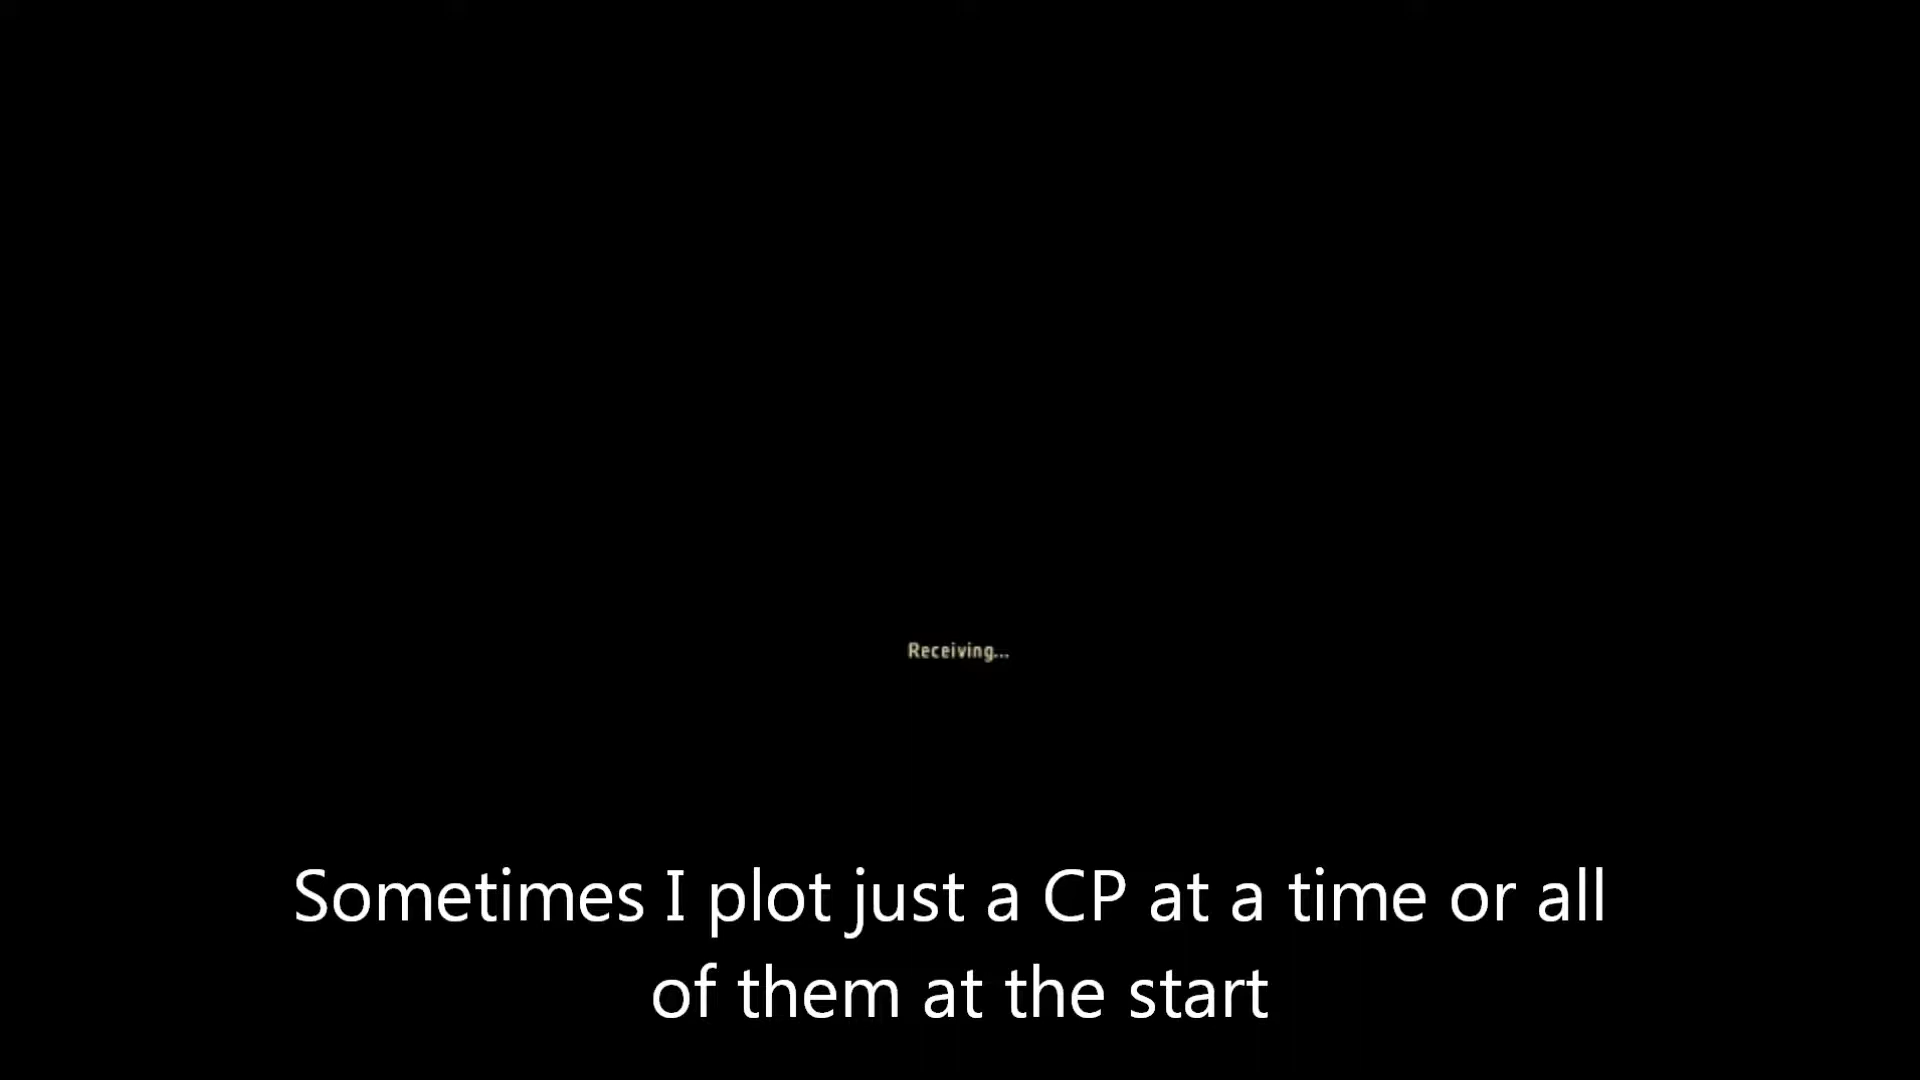 Receiving...
Sometimes I plot just a CP at a time or all
of them at the start